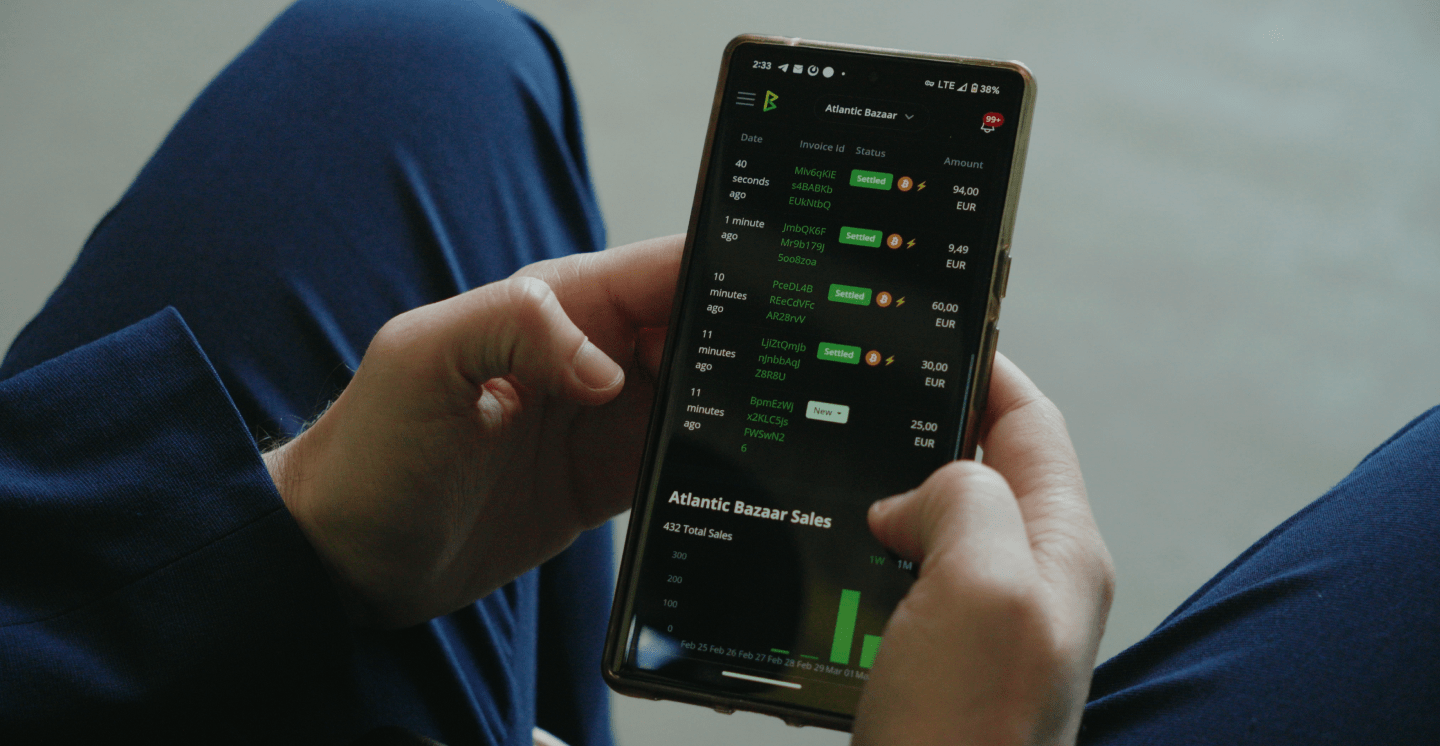 2:33 LTE 38%
Atlantic Bazaar
99+
Date Invoice Id Status Amount
40 seconds ago
Miv6qKiE
s4BABKb
EUkNtbQ
Settled
94,00
EUR
1 minute
ago
JmbQK6F
Mr9b179J
5oo8zoa
Settled
9,49
EUR
10
minutes
ago
PceDL4B
REeCdVFc
AR28rvV
Settled
60,00
EUR
11
minutes
ago
LjiZtQmJb
nJnbbAqJ
Z8R8U
Settled
30,00
EUR
11
minutes
ago
BpmEzWj
x2KLC5js
FWSwN2
6
New
25,00
EUR
Atlantic Bazaar Sales
432 Total Sales
1W 1M
300
200
100
0
Feb 25 Feb 26 Feb 27 Feb 28 Feb 29 Mar 01